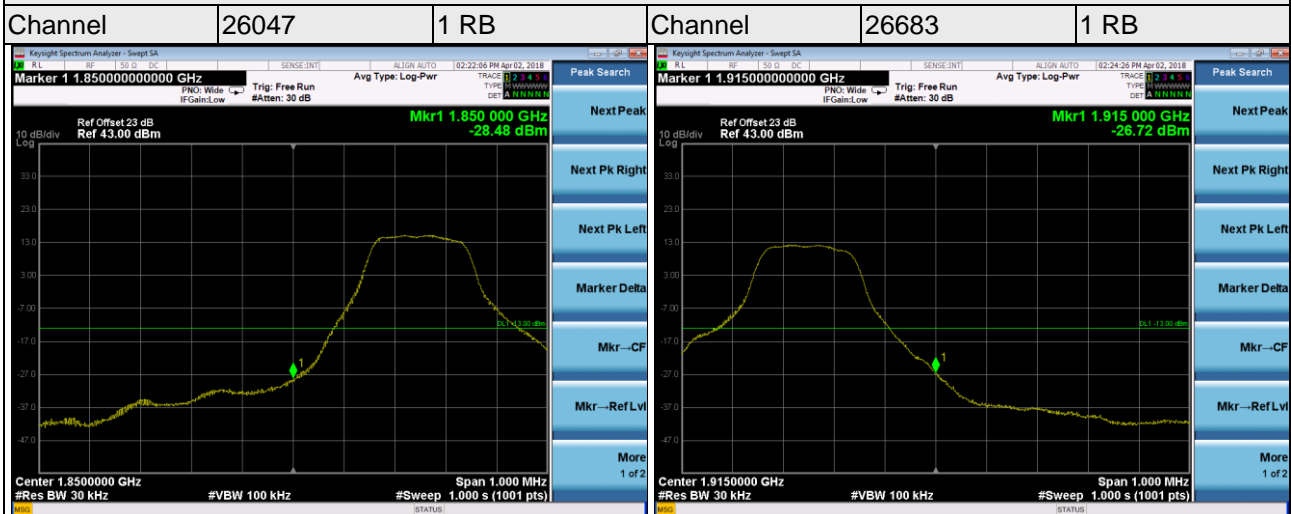 Channel 26047 1 RB Channel 26683 1 RB
Keysight Spectrum Analyzer - Swept SA
RL RF 50 Ω DC SENSE:INT ALIGN AUTO 02:22:06 PM Apr 02, 2018
Marker 1 1.850000000000 GHz Avg Type: Log-Pwr TRACE 1 2 3 4 5 6
PNO: Wide Trig: Free Run TYPE M WWWWW
IFGain:Low #Atten: 30 dB DET A N N N N N
Mkr1 1.850 000 GHz
-28.48 dBm
Ref Offset 23 dB
10 dB/div Ref 43.00 dBm
Log
33.0
23.0
13.0
3.00
-7.00
-17.0
-27.0
-37.0
-47.0
DL1 -13.00 dBm
1
Center 1.8500000 GHz Span 1.000 MHz
#Res BW 30 kHz #VBW 100 kHz #Sweep 1.000 s (1001 pts)
MSG STATUS
Peak Search
Next Peak
Next Pk Right
Next Pk Left
Marker Delta
Mkr→CF
Mkr→RefLvl
More
1 of 2
Keysight Spectrum Analyzer - Swept SA
RL RF 50 Ω DC SENSE:INT ALIGN AUTO 02:24:26 PM Apr 02, 2018
Marker 1 1.915000000000 GHz Avg Type: Log-Pwr TRACE 1 2 3 4 5 6
PNO: Wide Trig: Free Run TYPE M WWWWW
IFGain:Low #Atten: 30 dB DET A N N N N N
Mkr1 1.915 000 GHz
-26.72 dBm
Ref Offset 23 dB
10 dB/div Ref 43.00 dBm
Log
33.0
23.0
13.0
3.00
-7.00
-17.0
-27.0
-37.0
-47.0
DL1 -13.00 dBm
1
Center 1.9150000 GHz Span 1.000 MHz
#Res BW 30 kHz #VBW 100 kHz #Sweep 1.000 s (1001 pts)
MSG STATUS
Peak Search
Next Peak
Next Pk Right
Next Pk Left
Marker Delta
Mkr→CF
Mkr→RefLvl
More
1 of 2